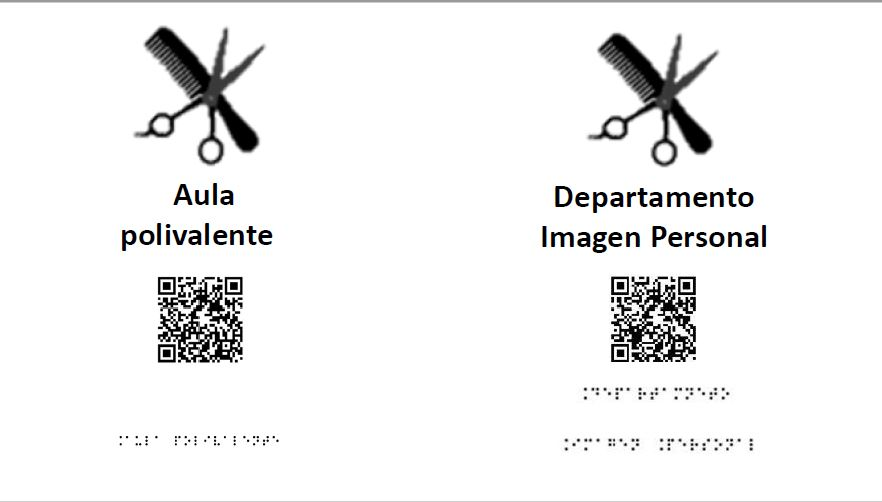 Aula
polivalente
⠨⠁⠥⠇⠁ ⠏⠕⠇⠊⠧⠁⠇⠑⠝⠞⠑
Departamento
Imagen Personal
⠨⠙⠑⠏⠁⠗⠞⠁⠍⠝⠑⠞⠕
⠨⠊⠍⠁⠛⠑⠝ ⠨⠏⠑⠗⠎⠕⠝⠁⠇